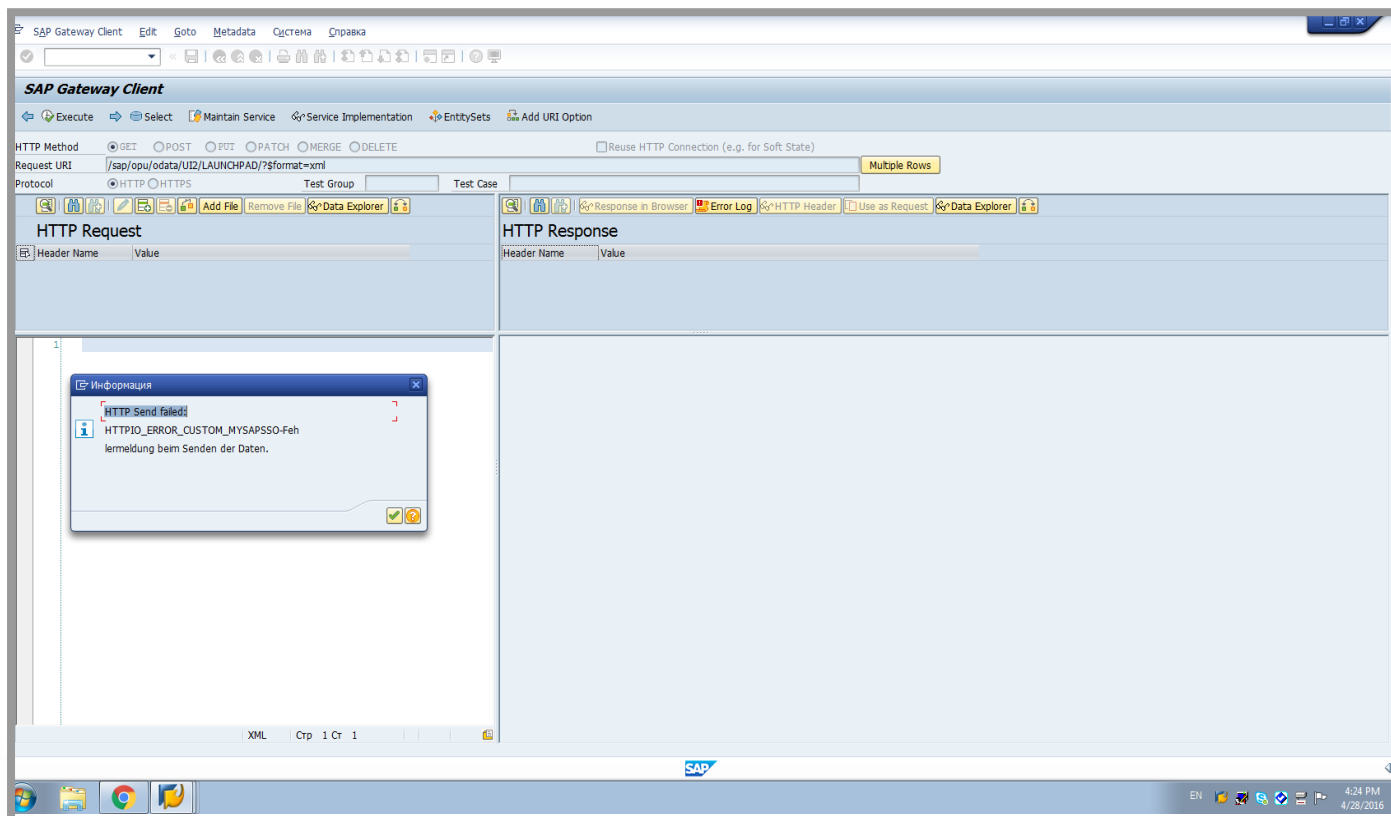 SAP Gateway Client Edit Goto Metadata Система Справка
SAP Gateway Client
Execute Select Maintain Service Service Implementation EntitySets Add URI Option
HTTP Method GET POST PUT PATCH MERGE DELETE Reuse HTTP Connection (e.g. for Soft State)
Request URI /sap/opu/odata/UI2/LAUNCHPAD/?$format=xml Multiple Rows
Protocol HTTP HTTPS Test Group Test Case
Add File Remove File Data Explorer Response in Browser Error Log HTTP Header Use as Request Data Explorer
HTTP Request HTTP Response
Header Name Value Header Name Value
1
Информация
HTTP Send failed:
HTTPIO_ERROR_CUSTOM_MYSAPSSO-Feh
lermeldung beim Senden der Daten.
XML Стр 1 Ст 1
SAP
EN 4:24 PM
4/28/2016